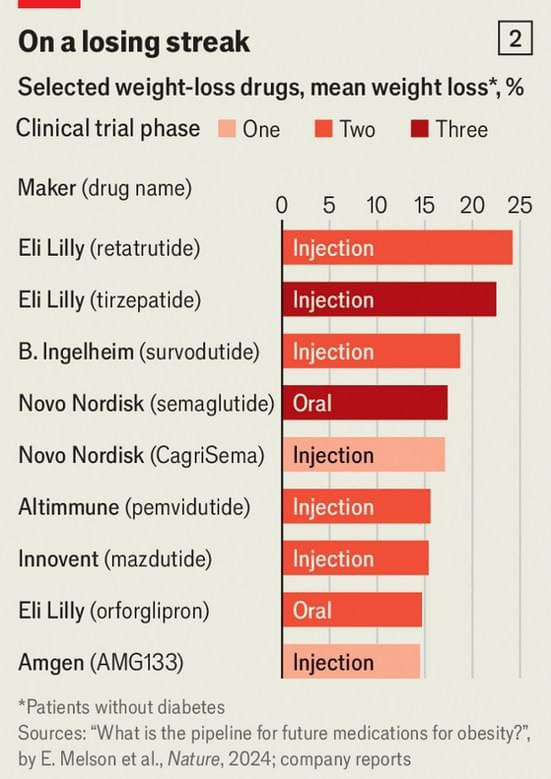 On a losing streak
2
Selected weight-loss drugs, mean weight loss*, %
Clinical trial phase One Two Three
Maker (drug name)
0 5 10 15 20 25
Eli Lilly (retatrutide) Injection
Eli Lilly (tirzepatide) Injection
B. Ingelheim (survodutide) Injection
Novo Nordisk (semaglutide) Oral
Novo Nordisk (CagriSema) Injection
Altimmune (pemvidutide) Injection
Innovent (mazdutide) Injection
Eli Lilly (orforglipron) Oral
Amgen (AMG133) Injection
*Patients without diabetes
Sources: “What is the pipeline for future medications for obesity?”,
by E. Melson et al., Nature, 2024; company reports